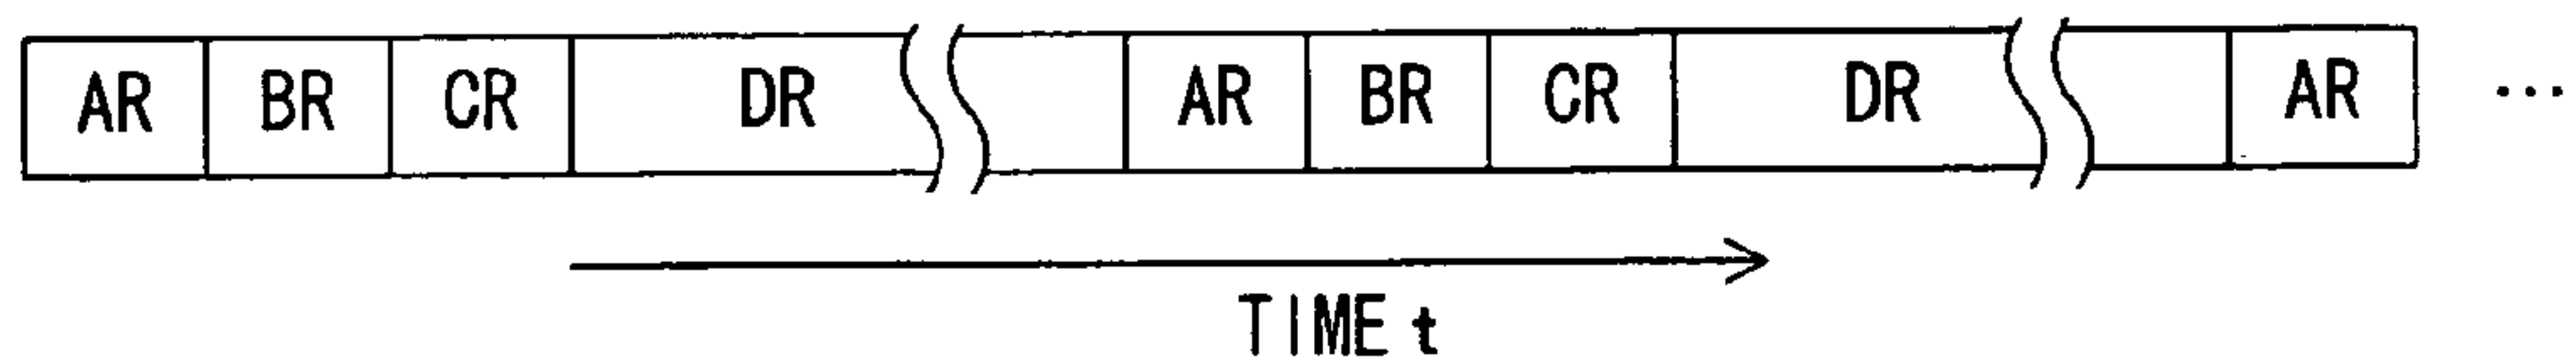 AR BR CR DR AR BR CR DR AR ...
TIME t